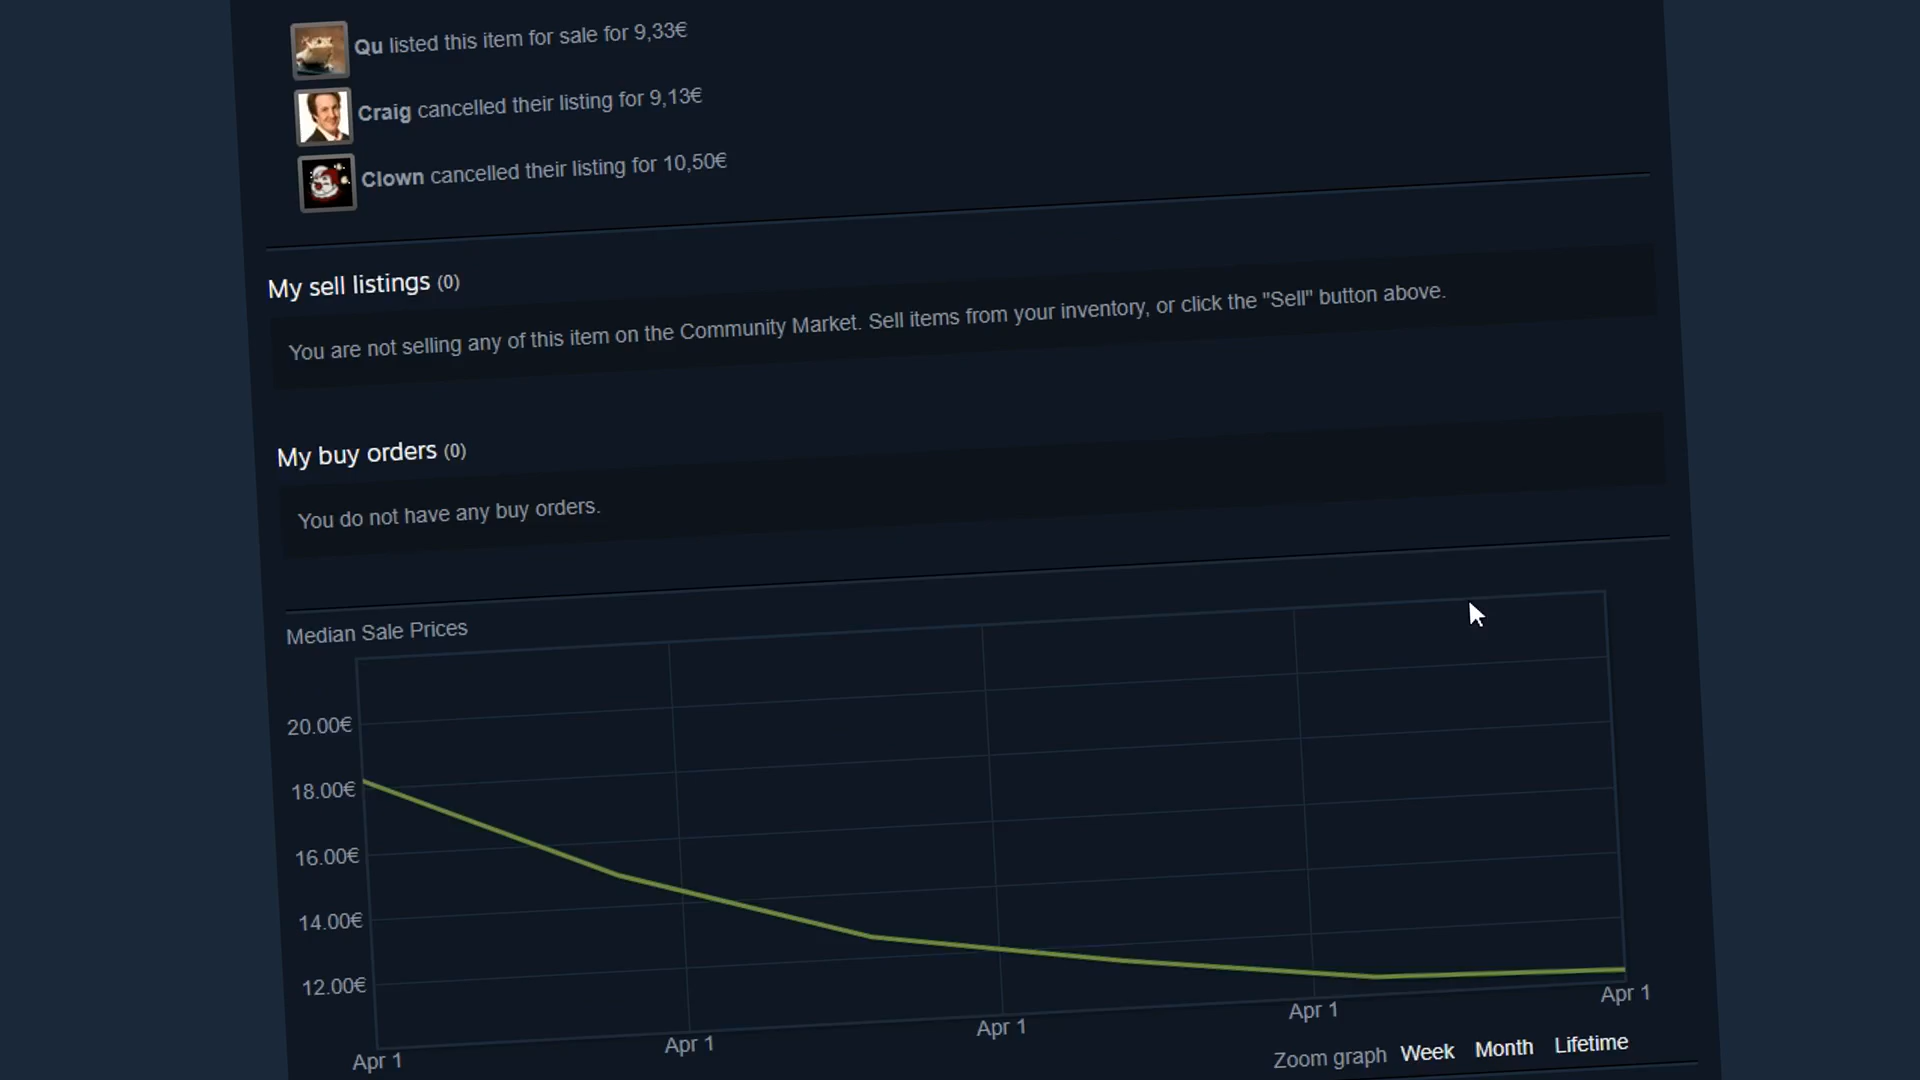 Qu listed this item for sale for 9,33€
Craig cancelled their listing for 9,13€
Clown cancelled their listing for 10,50€
My sell listings (0)
You are not selling any of this item on the Community Market. Sell items from your inventory, or click the "Sell" button above.
My buy orders (0)
You do not have any buy orders.
Median Sale Prices
20.00€
18.00€
16.00€
14.00€
12.00€
Apr 1 Apr 1 Apr 1 Apr 1 Apr 1
Zoom graph Week Month Lifetime